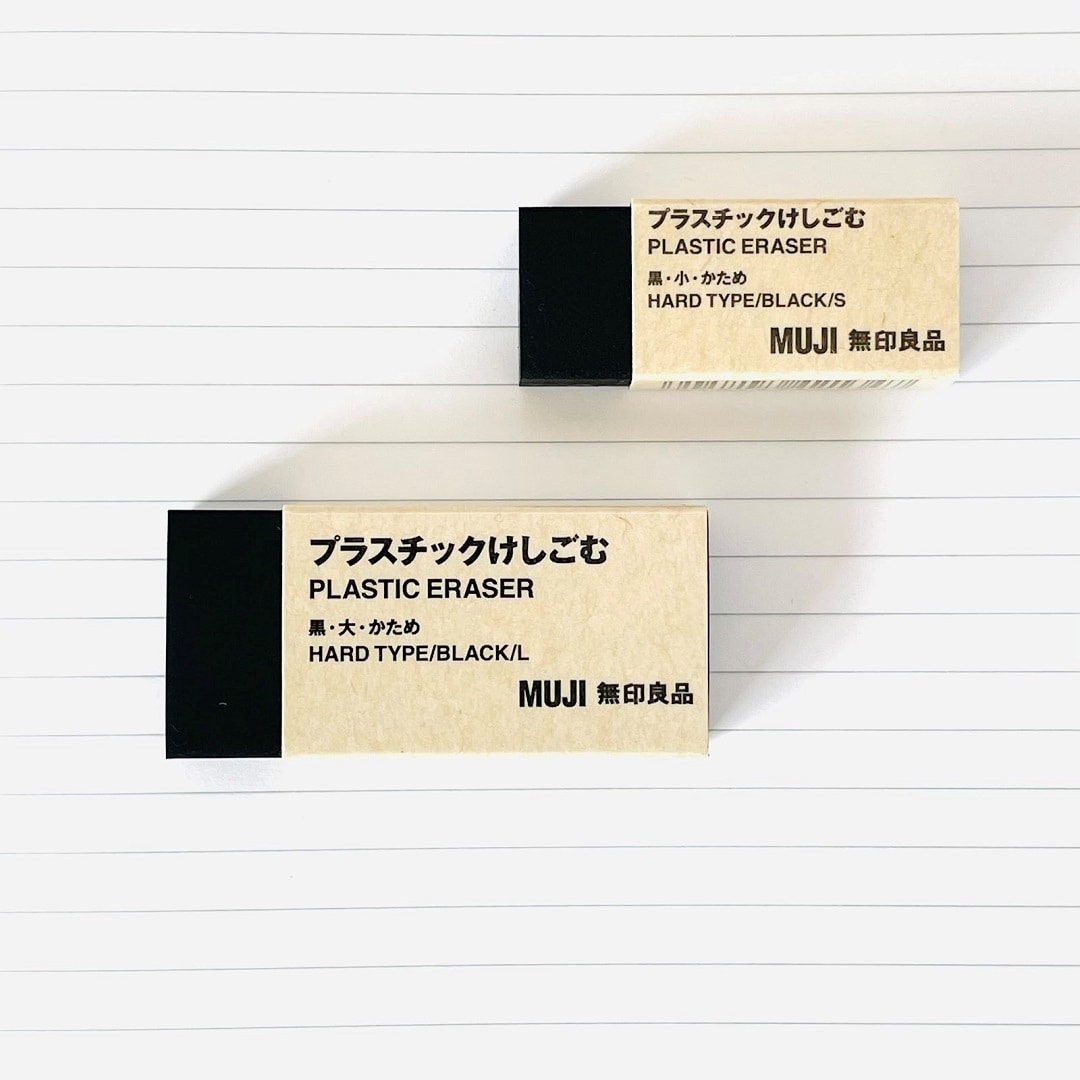 プラスチックけしごむ
PLASTIC ERASER
黒・小・かため
HARD TYPE/BLACK/S
MUJI 無印良品
プラスチックけしごむ
PLASTIC ERASER
黒・大・かため
HARD TYPE/BLACK/L
MUJI 無印良品